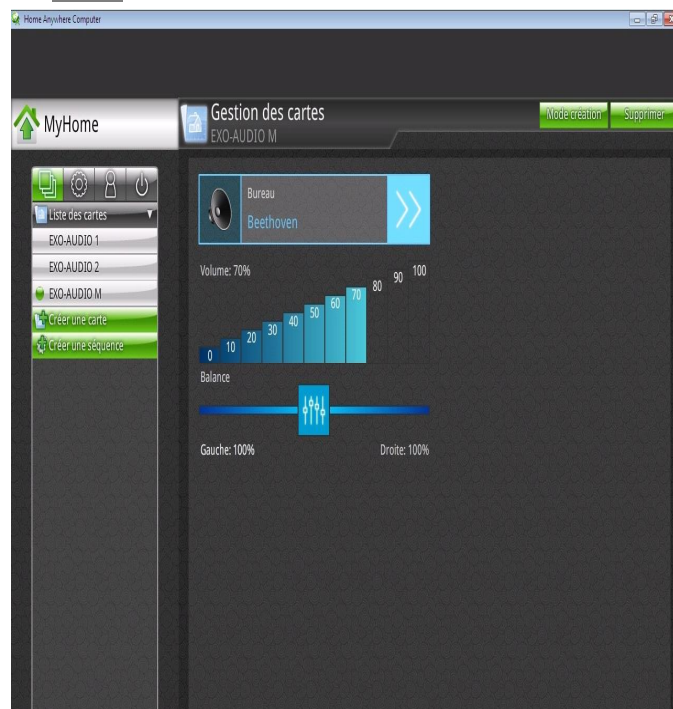 Home Anywhere Computer
MyHome
Gestion des cartes
EXO-AUDIO M
Mode création
Supprimer
Liste des cartes
EXO-AUDIO 1
EXO-AUDIO 2
EXO-AUDIO M
Créer une carte
Créer une séquence
Bureau
Beethoven
Volume: 70%
0 10 20 30 40 50 60 70 80 90 100
Balance
Gauche: 100% Droite: 100%